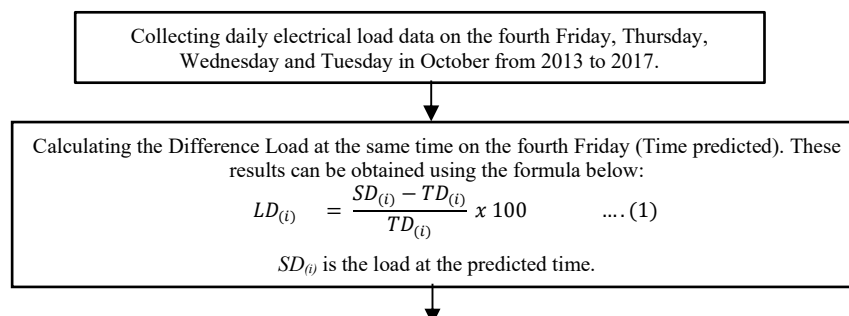 Collecting daily electrical load data on the fourth Friday, Thursday,
Wednesday and Tuesday in October from 2013 to 2017.
Calculating the Difference Load at the same time on the fourth Friday (Time predicted). These
results can be obtained using the formula below:
LD₍ᵢ₎ = (SD₍ᵢ₎ − TD₍ᵢ₎) / TD₍ᵢ₎ x 100 .... (1)
SD₍ᵢ₎ is the load at the predicted time.